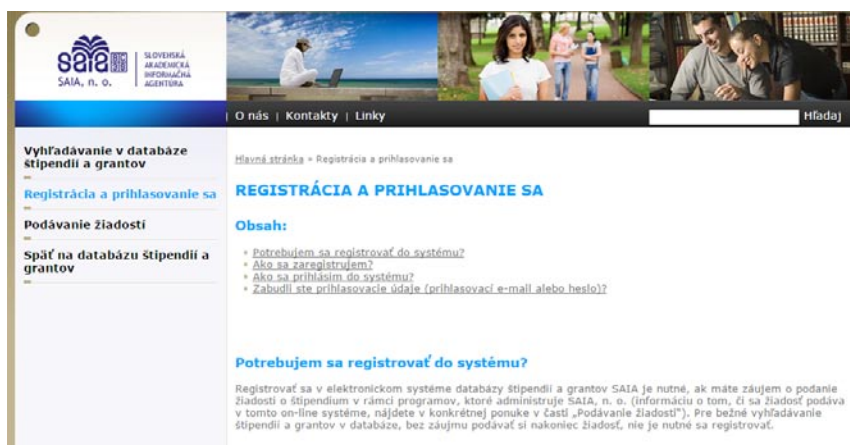 saia
SAIA, n. o.
SLOVENSKÁ
AKADEMICKÁ
INFORMAČNÁ
AGENTÚRA
| O nás | Kontakty | Linky
Hľadaj
Vyhľadávanie v databáze
štipendií a grantov
Registrácia a prihlasovanie sa
Podávanie žiadostí
Späť na databázu štipendií a
grantov
Hlavná stránka » Registrácia a prihlasovanie sa
REGISTRÁCIA A PRIHLASOVANIE SA
Obsah:
Potrebujem sa registrovať do systému?
Ako sa zaregistrujem?
Ako sa prihlásim do systému?
Zabudli ste prihlasovacie údaje (prihlasovací e-mail alebo heslo)?
Potrebujem sa registrovať do systému?
Registrovať sa v elektronickom systéme databázy štipendií a grantov SAIA je nutné, ak máte záujem o podanie
žiadosti o štipendium v rámci programov, ktoré administruje SAIA, n. o. (informáciu o tom, či sa žiadosť podáva
v tomto on-line systéme, nájdete v konkrétnej ponuke v časti „Podávanie žiadostí"). Pre bežné vyhľadávanie
štipendií a grantov v databáze, bez záujmu podávať si nakoniec žiadosť, nie je nutné sa registrovať.